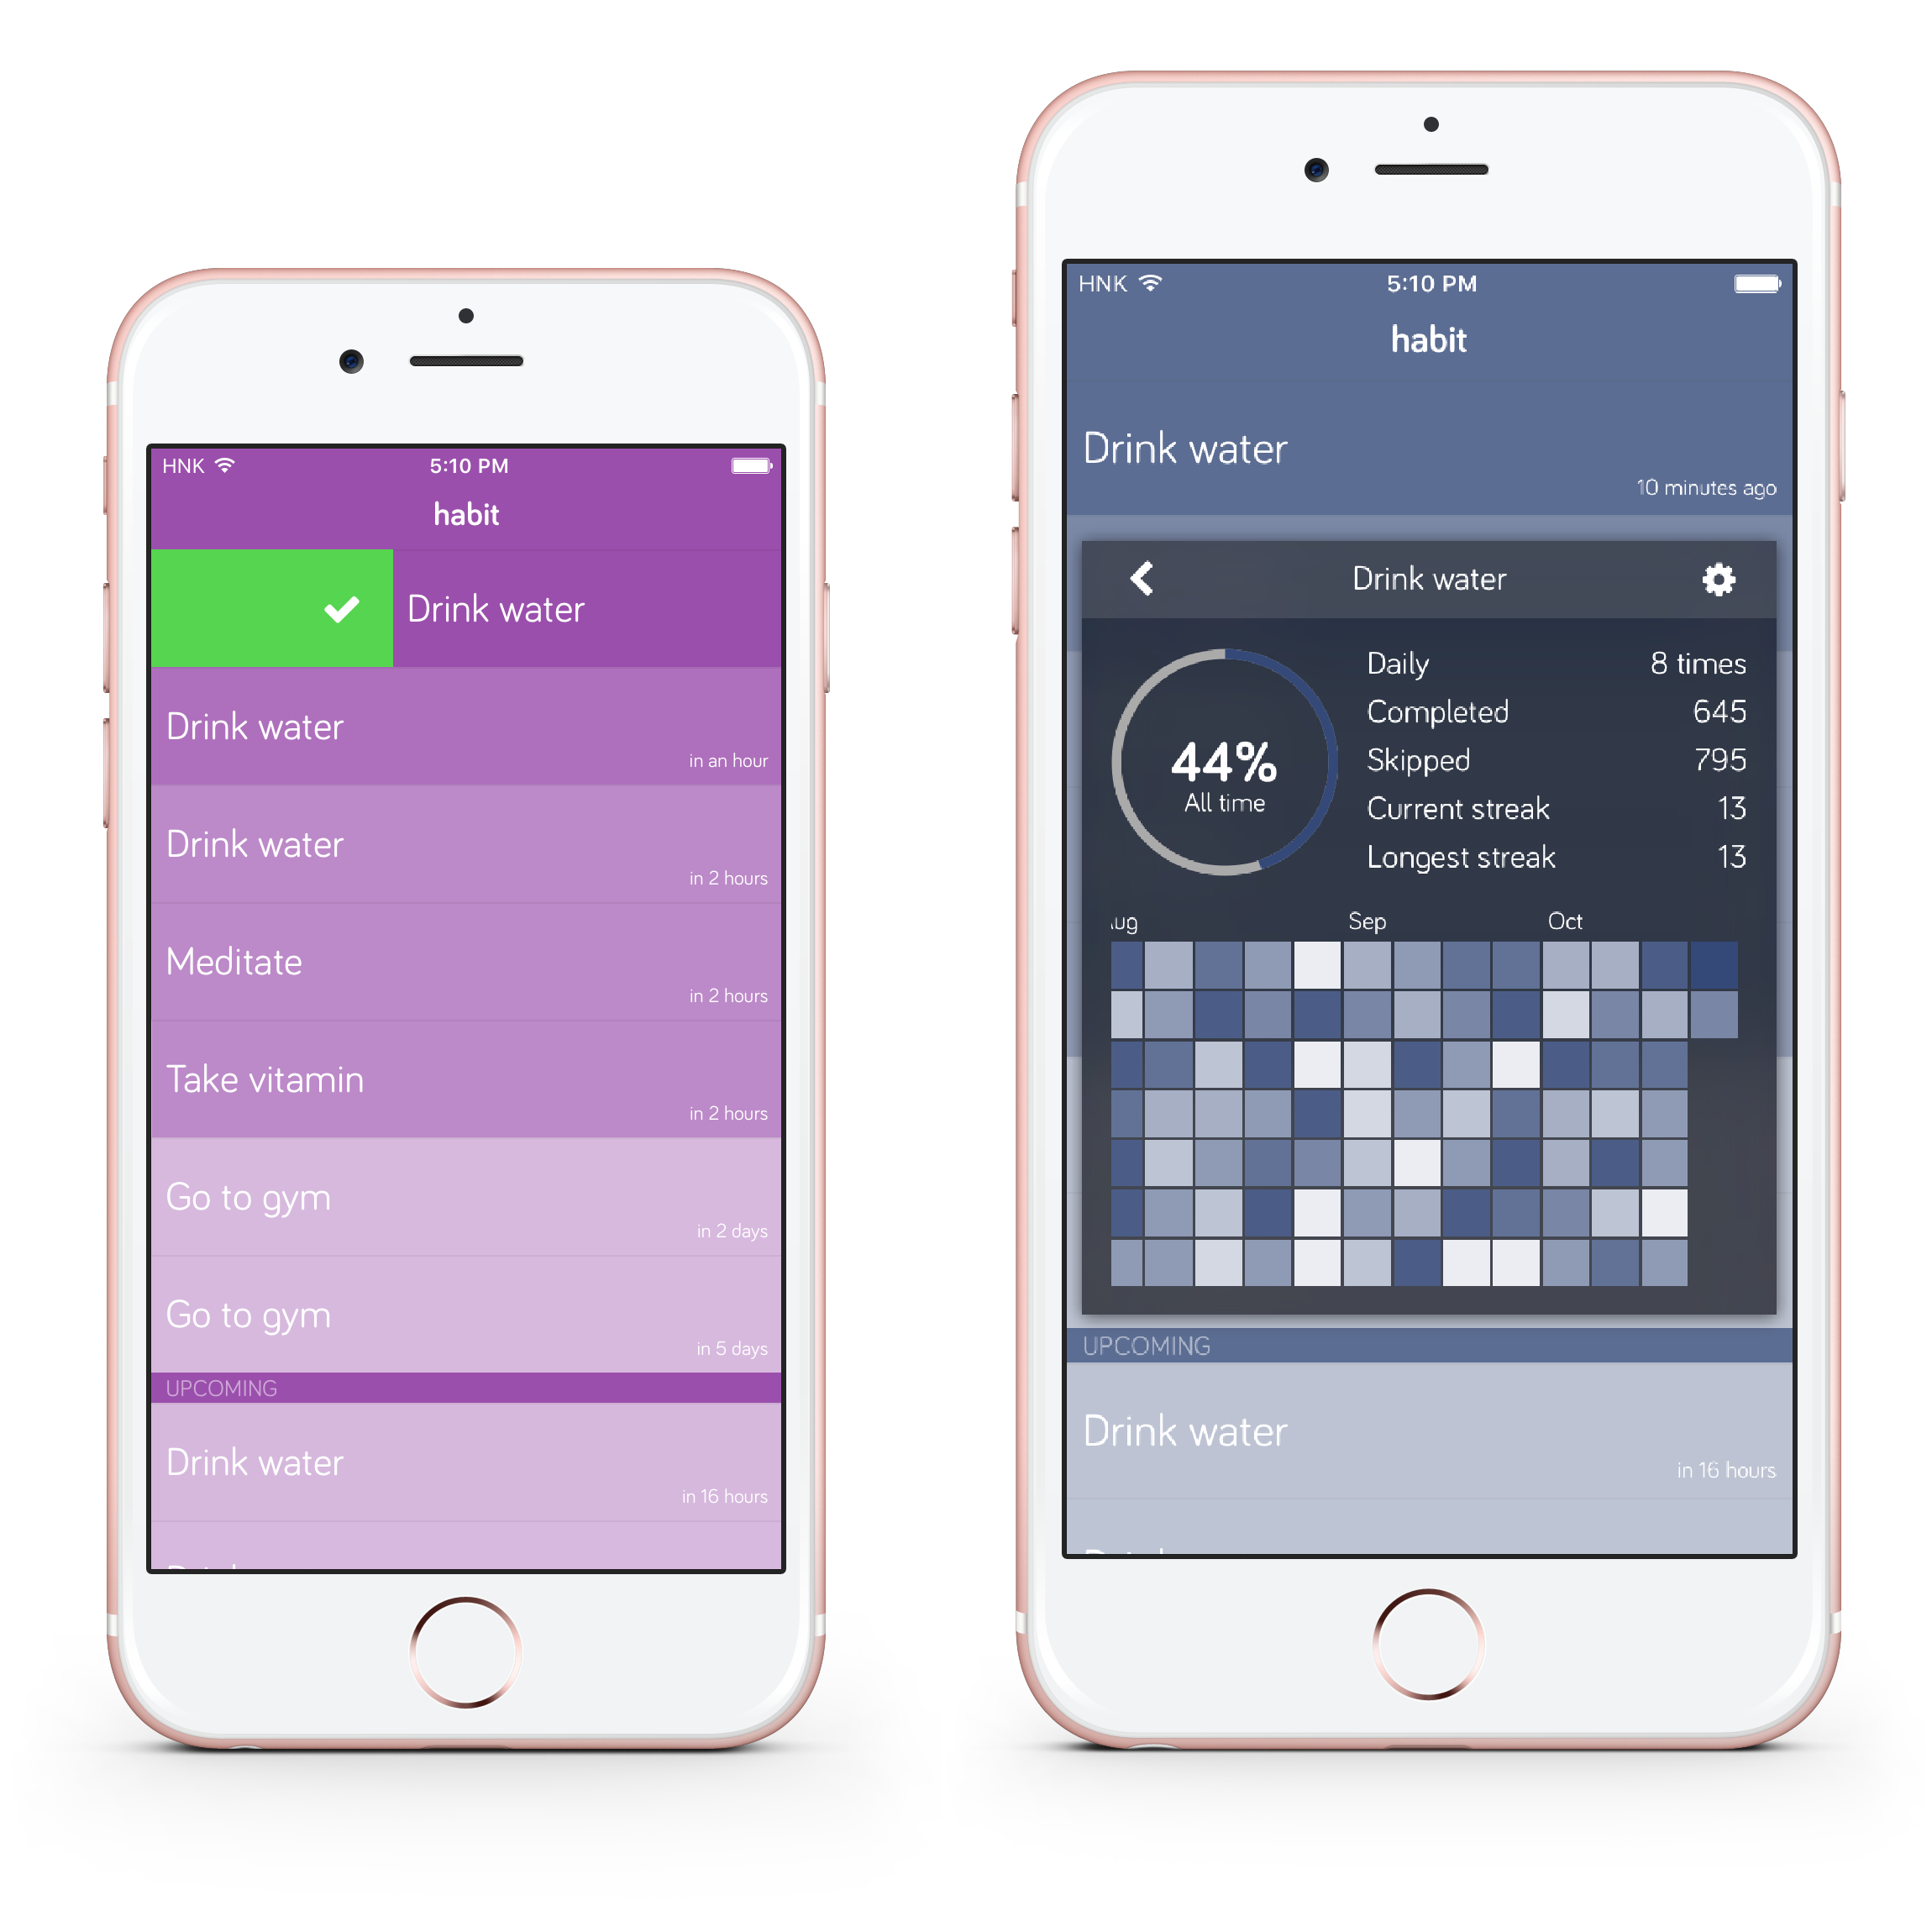 HNK 5:10 PM
habit
Drink water
Drink water
in an hour
Drink water
in 2 hours
Meditate
in 2 hours
Take vitamin
in 2 hours
Go to gym
in 2 days
Go to gym
in 5 days
UPCOMING
Drink water
in 16 hours
HNK 5:10 PM
habit
Drink water
10 minutes ago
Drink water
44%
All time
Daily 8 times
Completed 645
Skipped 795
Current streak 13
Longest streak 13
ug Sep Oct
UPCOMING
Drink water
in 16 hours